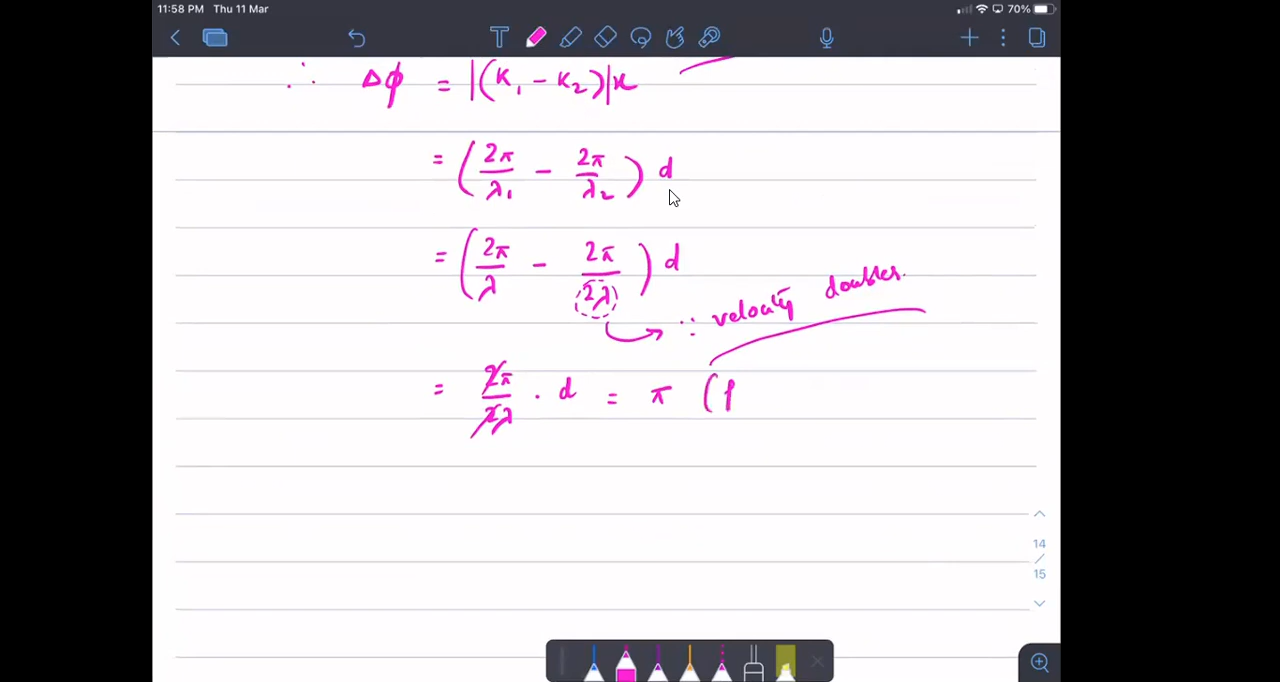 11:58 PM Thu 11 Mar 70%
T
∴ Δϕ = |(K₁ - K₂)|x
= (2π/λ₁ - 2π/λ₂) d
= (2π/λ - 2π/2λ) d
∵ velocity doubles.
= 2π/2λ · d = π (
14
15